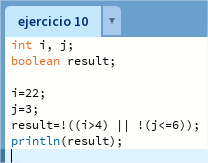 ejercicio 10
int i, j;
boolean result;
i=22;
j=3;
result=!((i>4) || !(j<=6));
println(result);